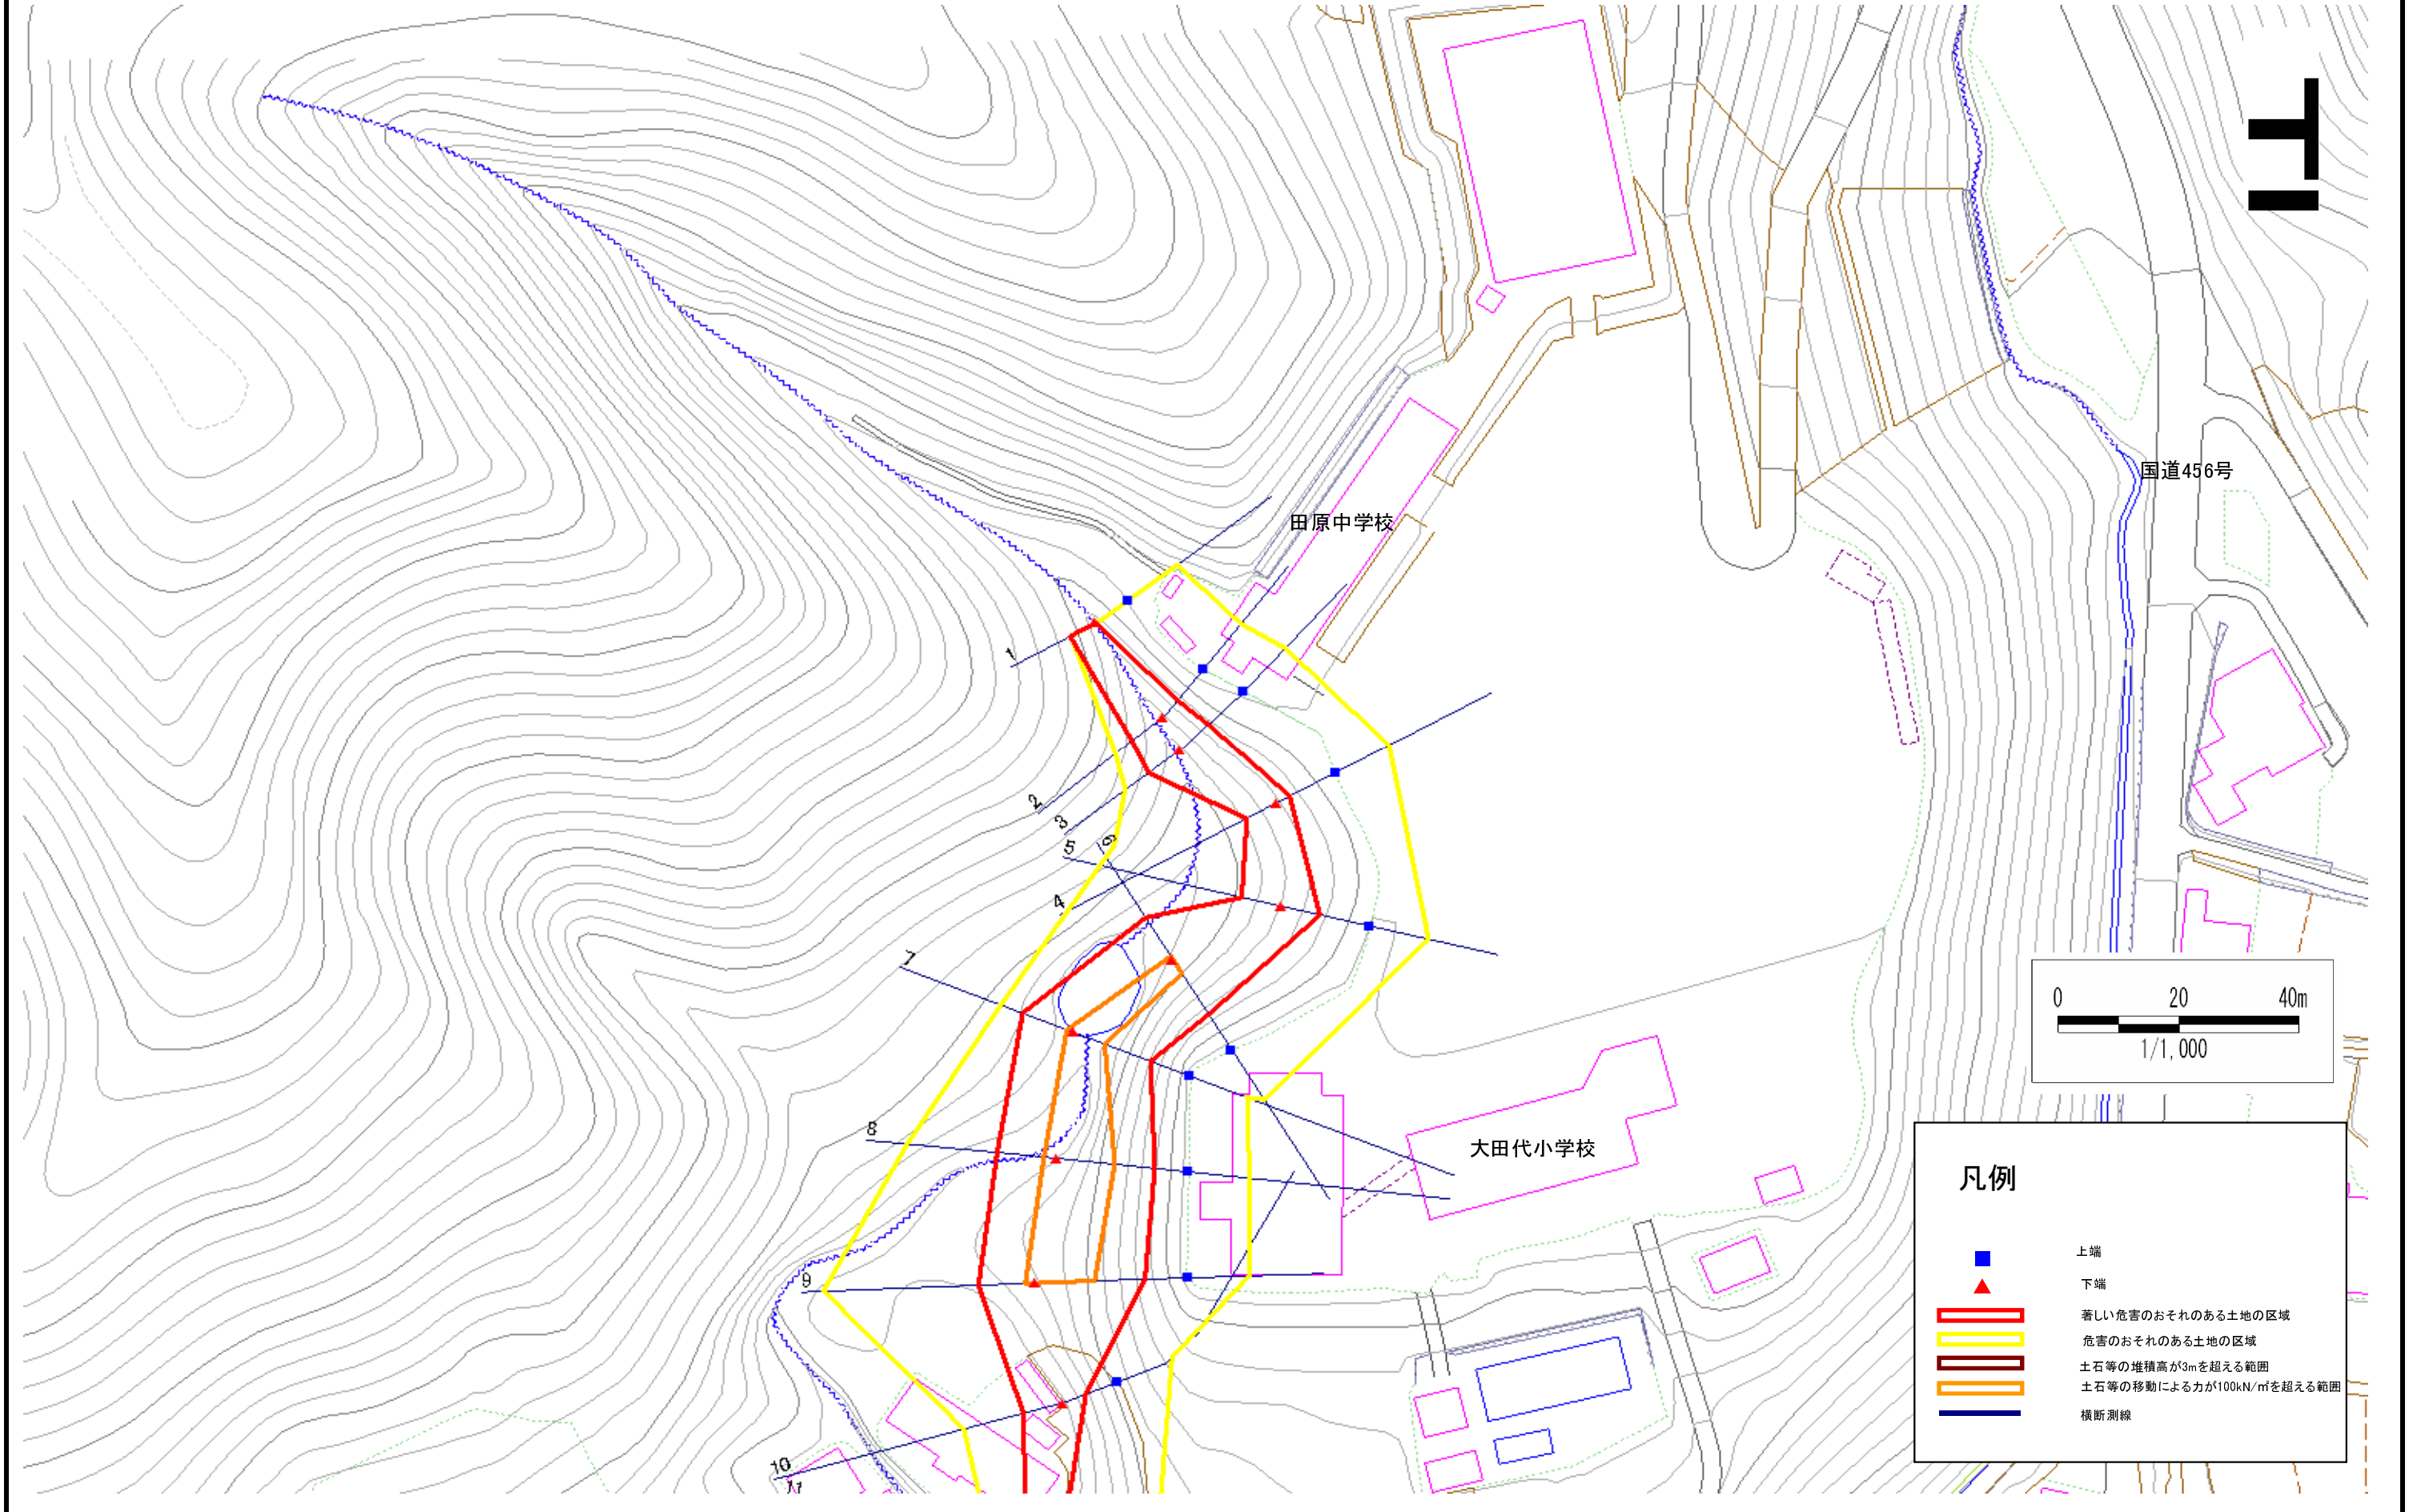 国道456号
田原中学校
1
2
3
6
5
4
7
8
大田代小学校
9
10
11
0 20 40m
1/1,000
凡例
上端
下端
著しい危害のおそれのある土地の区域
危害のおそれのある土地の区域
土石等の堆積高が3mを超える範囲
土石等の移動による力が100kN/㎡を超える範囲
横断測線